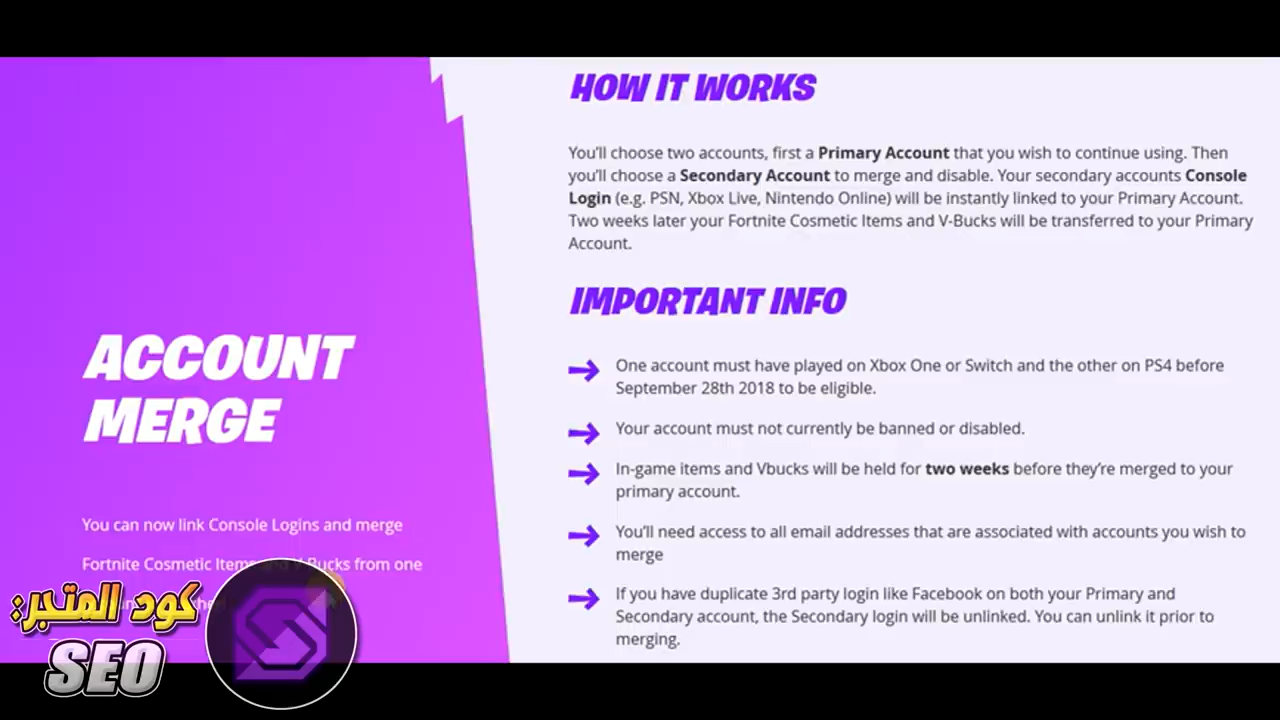 HOW IT WORKS
You'll choose two accounts, first a Primary Account that you wish to continue using. Then
you'll choose a Secondary Account to merge and disable. Your secondary accounts Console
Login (e.g. PSN, Xbox Live, Nintendo Online) will be instantly linked to your Primary Account.
Two weeks later your Fortnite Cosmetic Items and V-Bucks will be transferred to your Primary
Account.
IMPORTANT INFO
One account must have played on Xbox One or Switch and the other on PS4 before
September 28th 2018 to be eligible.
Your account must not currently be banned or disabled.
In-game items and Vbucks will be held for two weeks before they're merged to your
primary account.
You'll need access to all email addresses that are associated with accounts you wish to
merge
If you have duplicate 3rd party login like Facebook on both your Primary and
Secondary account, the Secondary login will be unlinked. You can unlink it prior to
merging.
ACCOUNT
MERGE
You can now link Console Logins and merge
Fortnite Cosmetic Items and V-Bucks from one
كود المتجر:
SEO